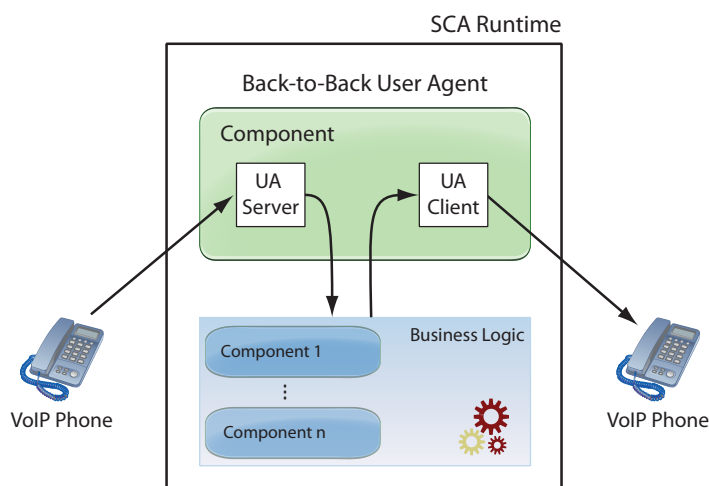 SCA Runtime
Back-to-Back User Agent
Component
UA
Server
UA
Client
Business Logic
Component 1
Component n
VoIP Phone
VoIP Phone